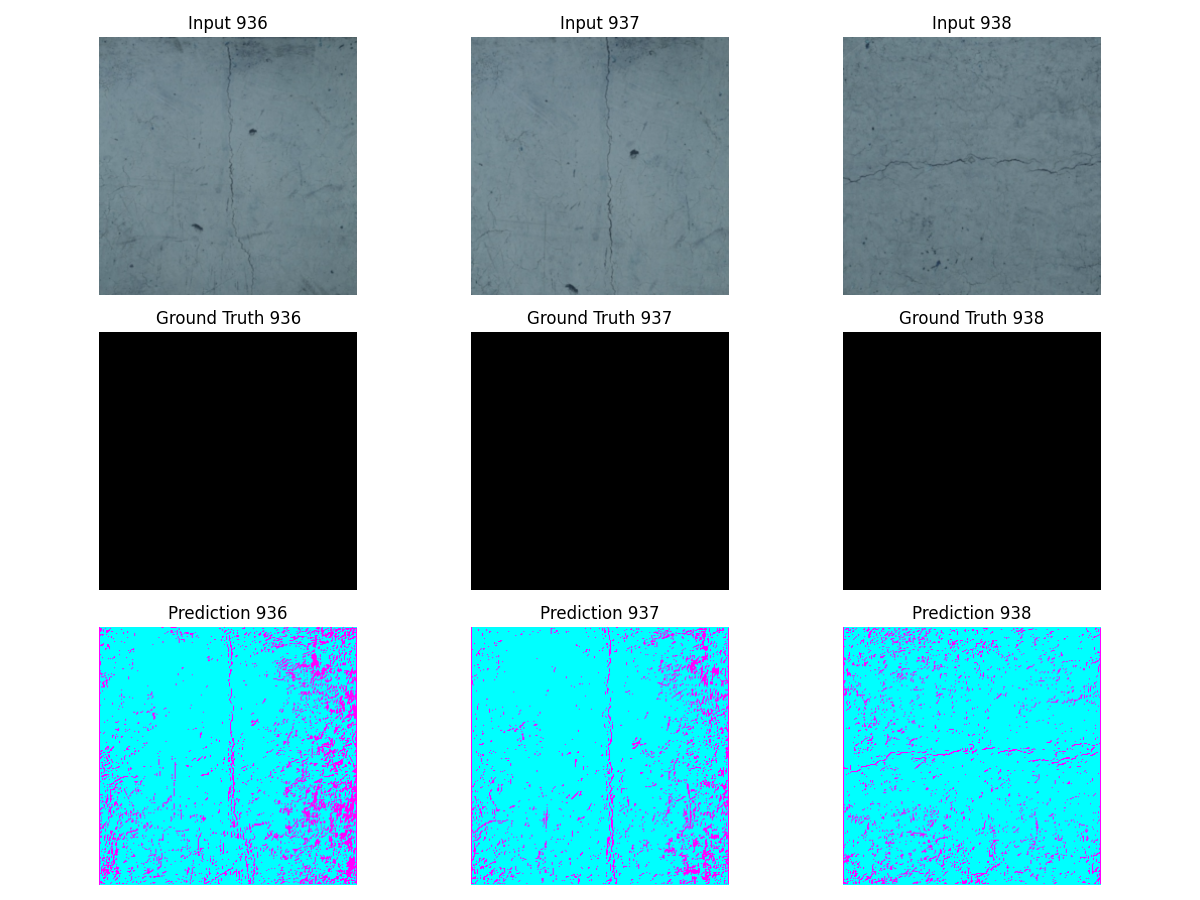 Input 936
Input 937
Input 938
Ground Truth 936
Ground Truth 937
Ground Truth 938
Prediction 936
Prediction 937
Prediction 938